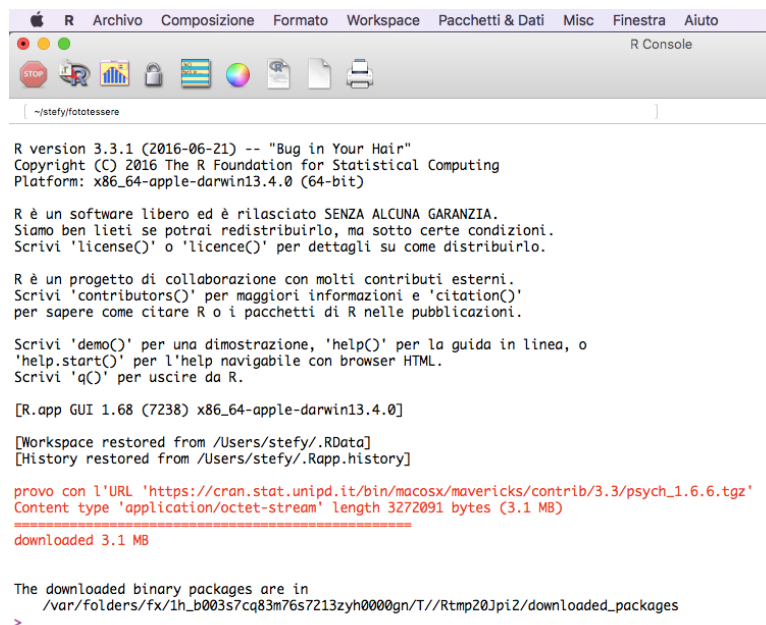 R Archivo Composizione Formato Workspace Pacchetti & Dati Misc Finestra Aiuto
R Console
STOP
~/stefy/fototessere
R version 3.3.1 (2016-06-21) -- "Bug in Your Hair"
Copyright (C) 2016 The R Foundation for Statistical Computing
Platform: x86_64-apple-darwin13.4.0 (64-bit)
R è un software libero ed è rilasciato SENZA ALCUNA GARANZIA.
Siamo ben lieti se potrai redistribuirlo, ma sotto certe condizioni.
Scrivi 'license()' o 'licence()' per dettagli su come distribuirlo.
R è un progetto di collaborazione con molti contributi esterni.
Scrivi 'contributors()' per maggiori informazioni e 'citation()'
per sapere come citare R o i pacchetti di R nelle pubblicazioni.
Scrivi 'demo()' per una dimostrazione, 'help()' per la guida in linea, o
'help.start()' per l'help navigabile con browser HTML.
Scrivi 'q()' per uscire da R.
[R.app GUI 1.68 (7238) x86_64-apple-darwin13.4.0]
[Workspace restored from /Users/stefy/.RData]
[History restored from /Users/stefy/.Rapp.history]
provo con l'URL 'https://cran.stat.unipd.it/bin/macosx/mavericks/contrib/3.3/psych_1.6.6.tgz'
Content type 'application/octet-stream' length 3272091 bytes (3.1 MB)
==================================================
downloaded 3.1 MB
The downloaded binary packages are in
/var/folders/fx/1h_b003s7cq83m76s7213zyh0000gn/T//Rtmp20Jpi2/downloaded_packages
>